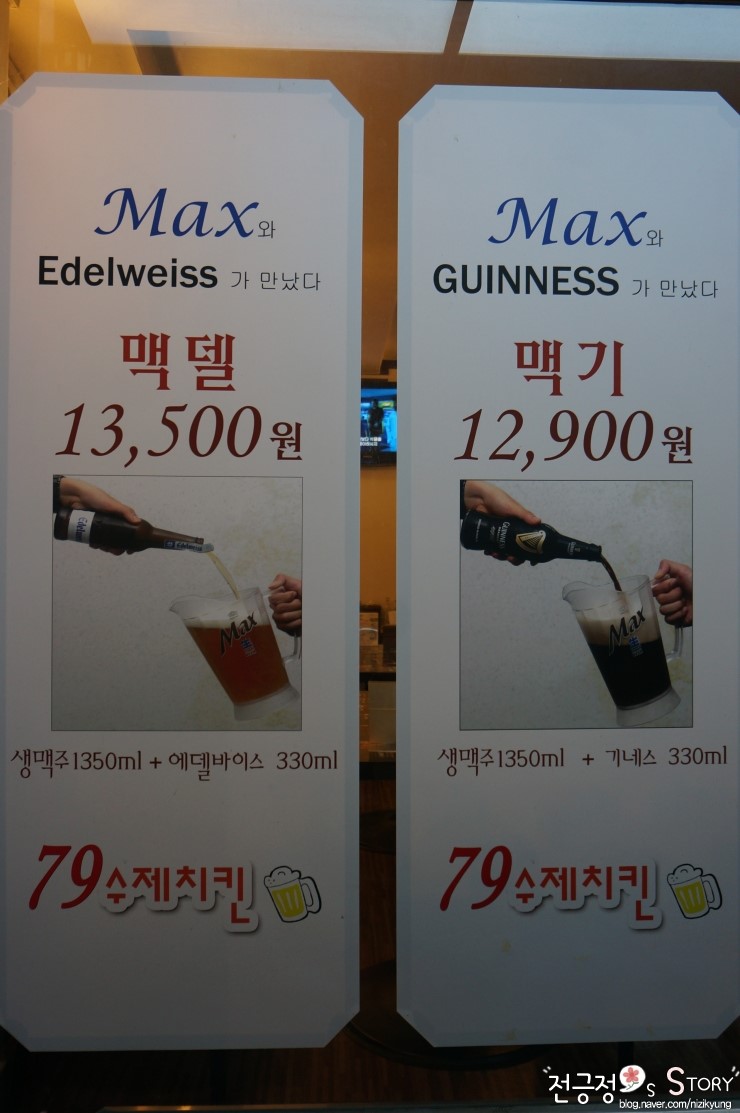 Max와
Edelweiss 가 만났다
맥델
13,500원
Max
생맥주1350ml + 에델바이스 330ml
79수제치킨
Max와
GUINNESS 가 만났다
맥기
12,900원
GUINNESS
Max
생맥주1350ml + 기네스 330ml
79수제치킨
"전긍정's STORY"
blog.naver.com/nizikyung